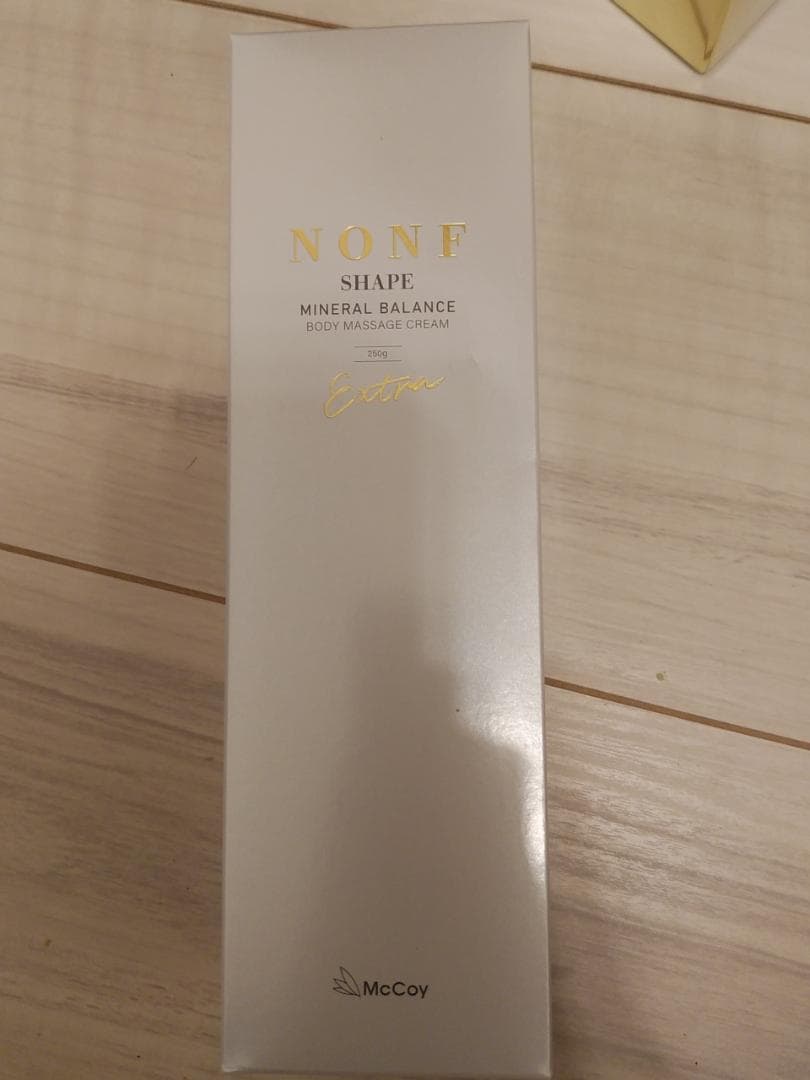 NONF
SHAPE
MINERAL BALANCE
BODY MASSAGE CREAM
250g
Extra
McCoy